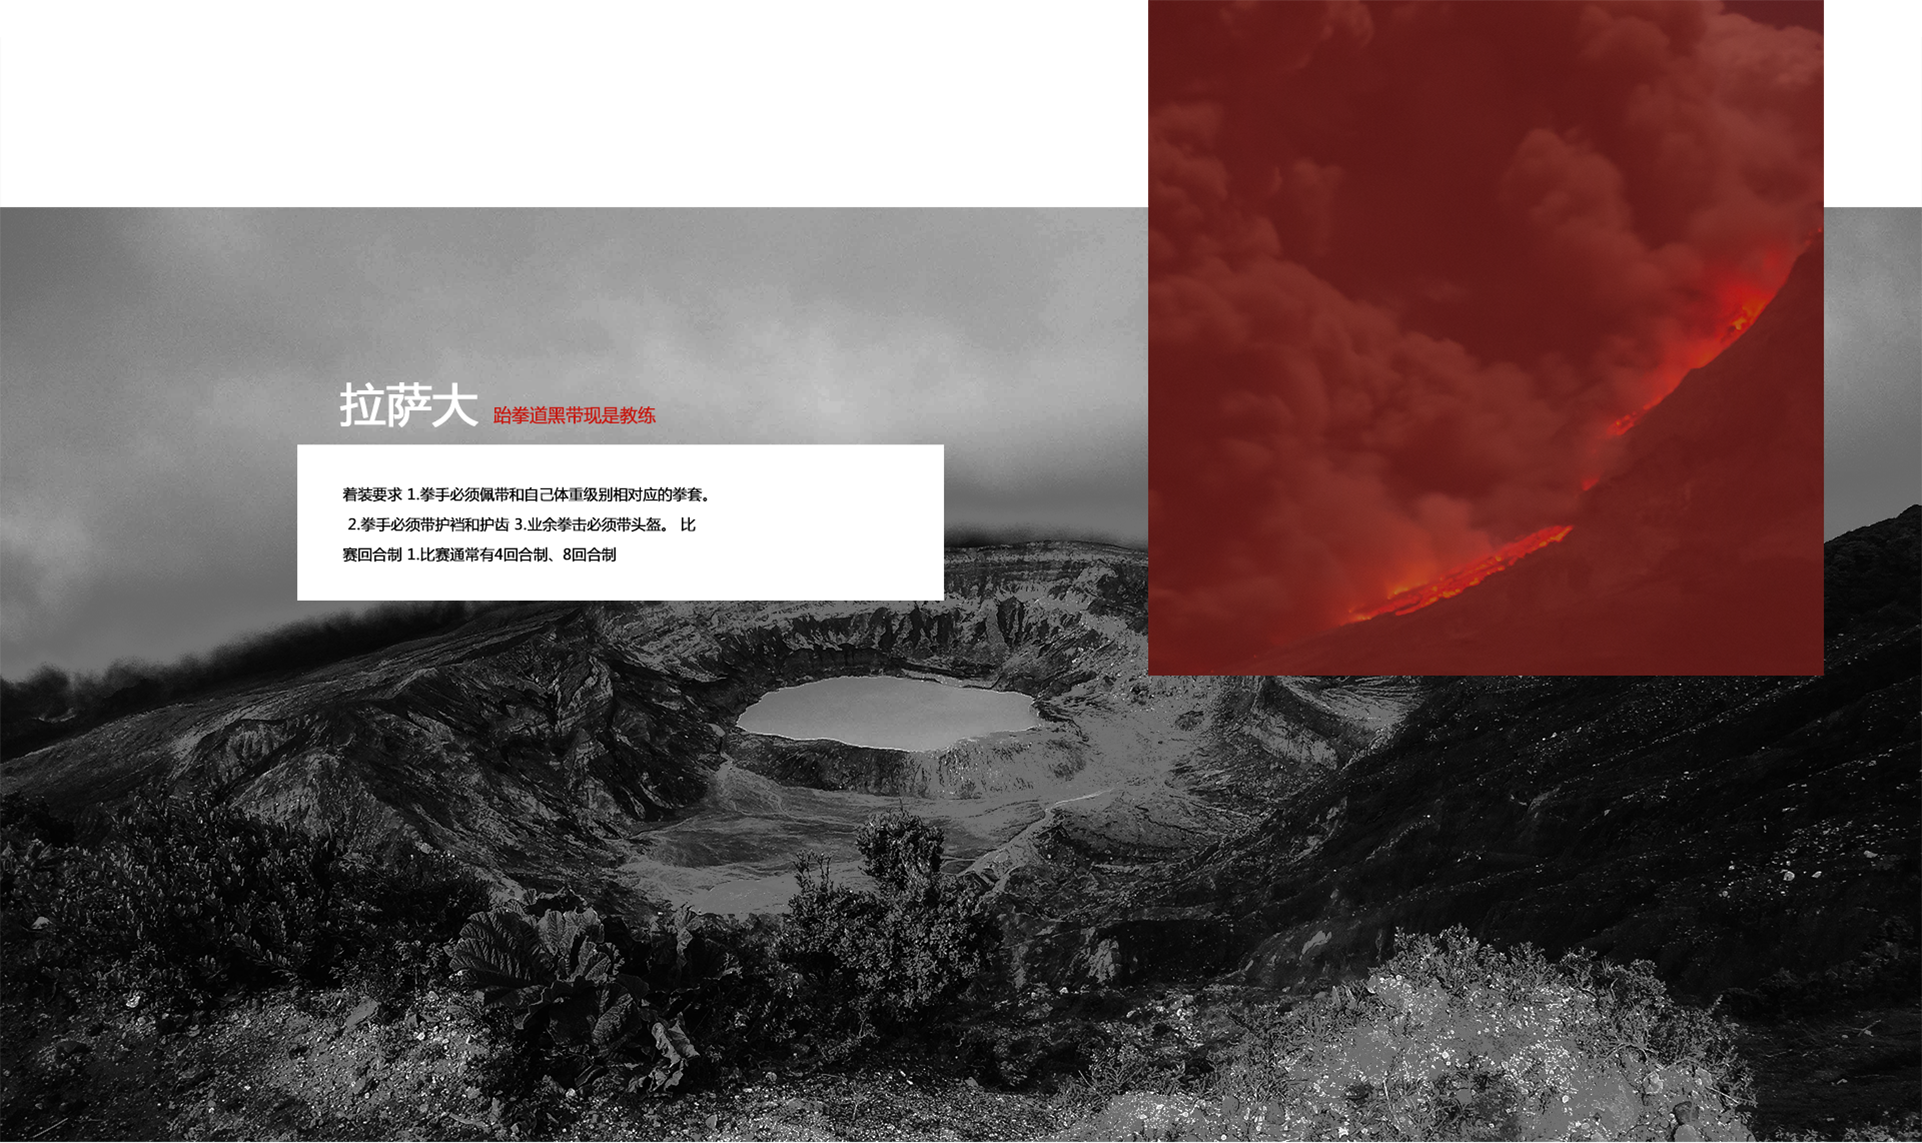 拉萨大 跆拳道黑带现是教练
着装要求 1.拳手必须佩带和自己体重级别相对应的拳套。
2.拳手必须带护裆和护齿 3.业余拳击必须带头盔。 比
赛回合制 1.比赛通常有4回合制、8回合制